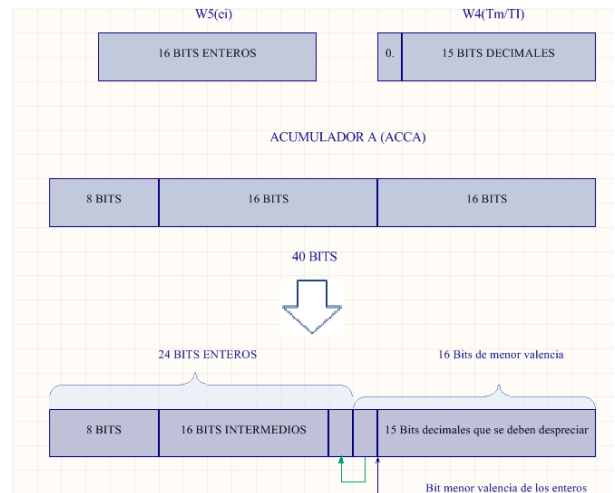 W5(ei) W4(Tm/TI)
16 BITS ENTEROS 0. 15 BITS DECIMALES
ACUMULADOR A (ACCA)
8 BITS 16 BITS 16 BITS
40 BITS
24 BITS ENTEROS 16 Bits de menor valencia
8 BITS 16 BITS INTERMEDIOS 15 Bits decimales que se deben despreciar
Bit menor valencia de los enteros